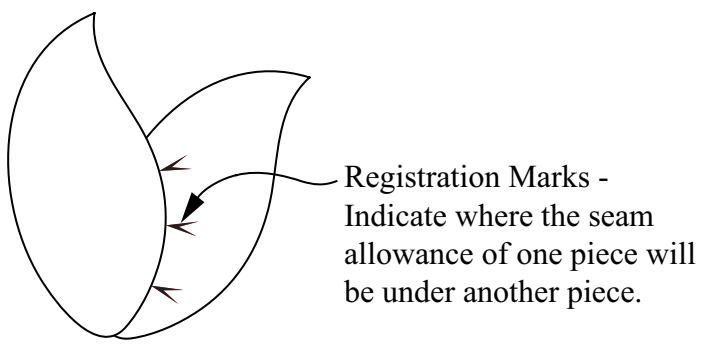 Registration Marks -
Indicate where the seam
allowance of one piece will
be under another piece.